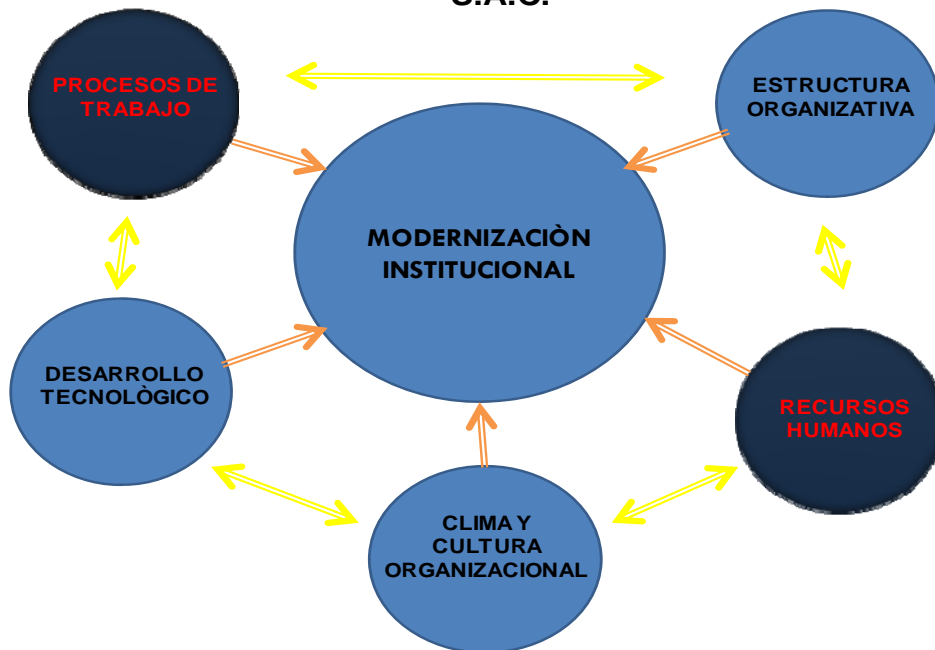 S.A.C.
PROCESOS DE
TRABAJO
ESTRUCTURA
ORGANIZATIVA
MODERNIZACIÒN
INSTITUCIONAL
DESARROLLO
TECNOLÒGICO
RECURSOS
HUMANOS
CLIMA Y
CULTURA
ORGANIZACIONAL